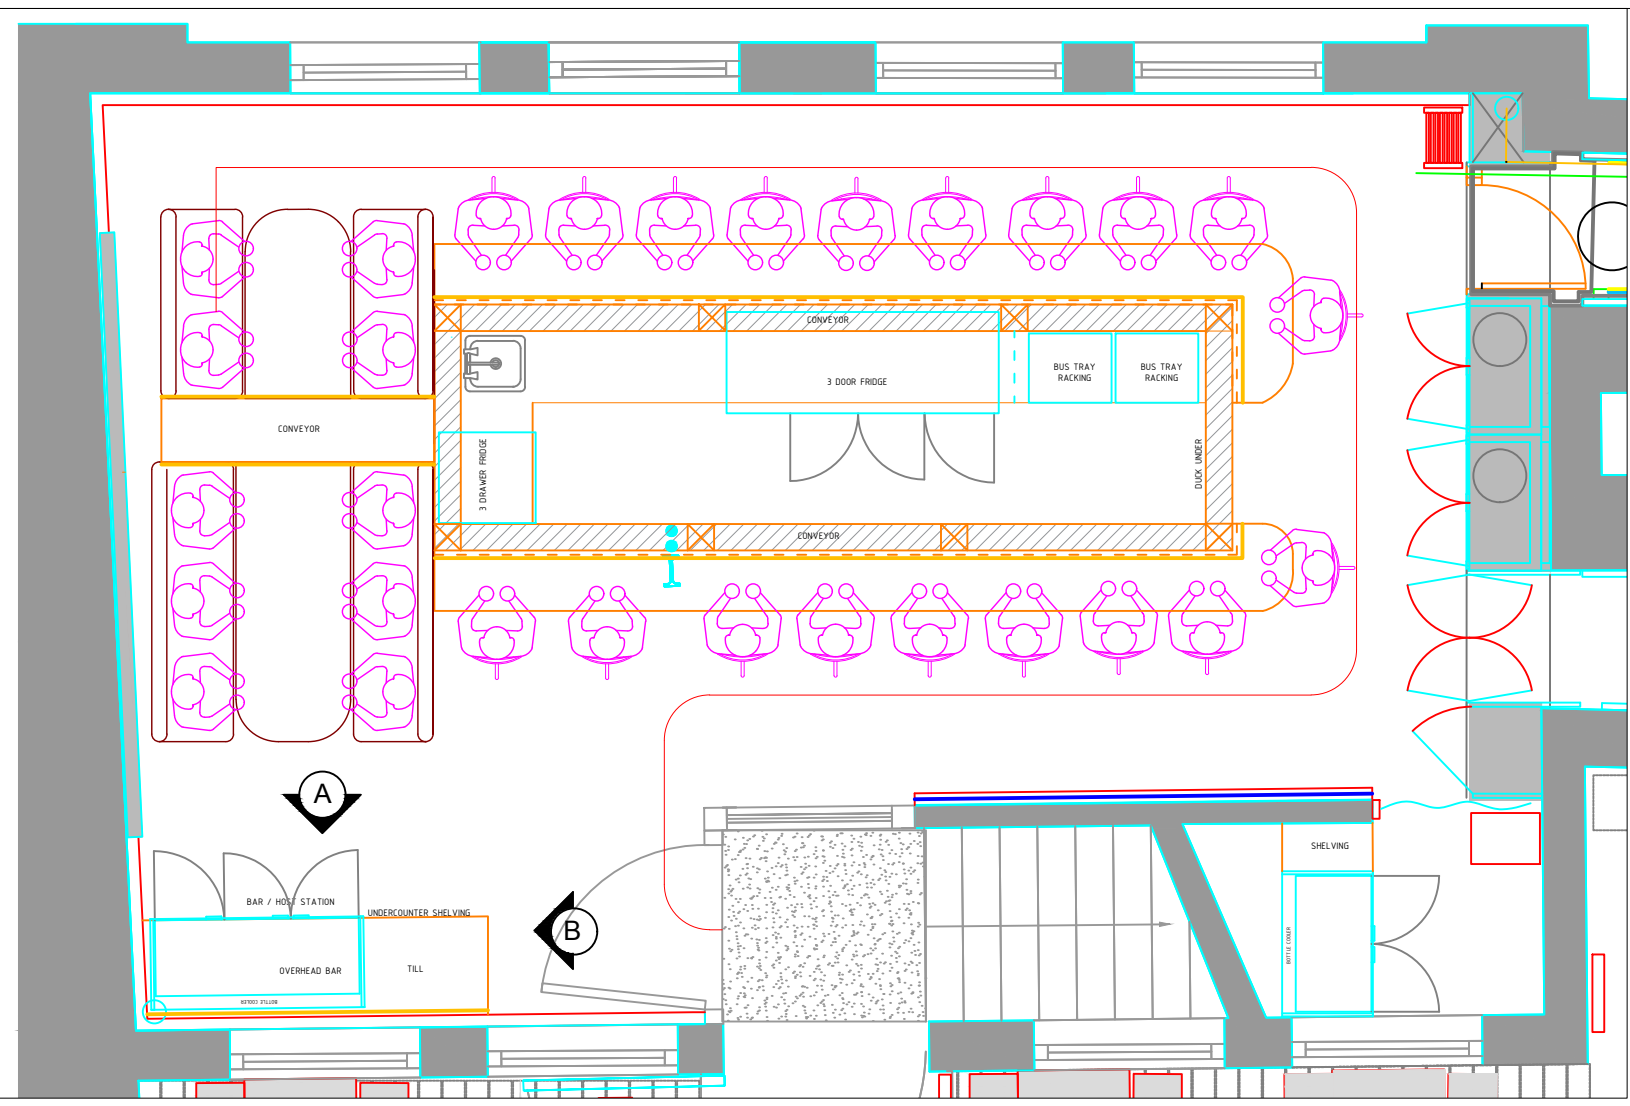 CONVEYOR
3 DOOR FRIDGE
BUS TRAY
RACKING
BUS TRAY
RACKING
CONVEYOR
3 DRAWER FRIDGE
DUCK UNDER
CONVEYOR
A
SHELVING
BAR / HOST STATION
UNDERCOUNTER SHELVING
B
BOTTLE COOLER
OVERHEAD BAR
TILL
BOTTLE COOLER